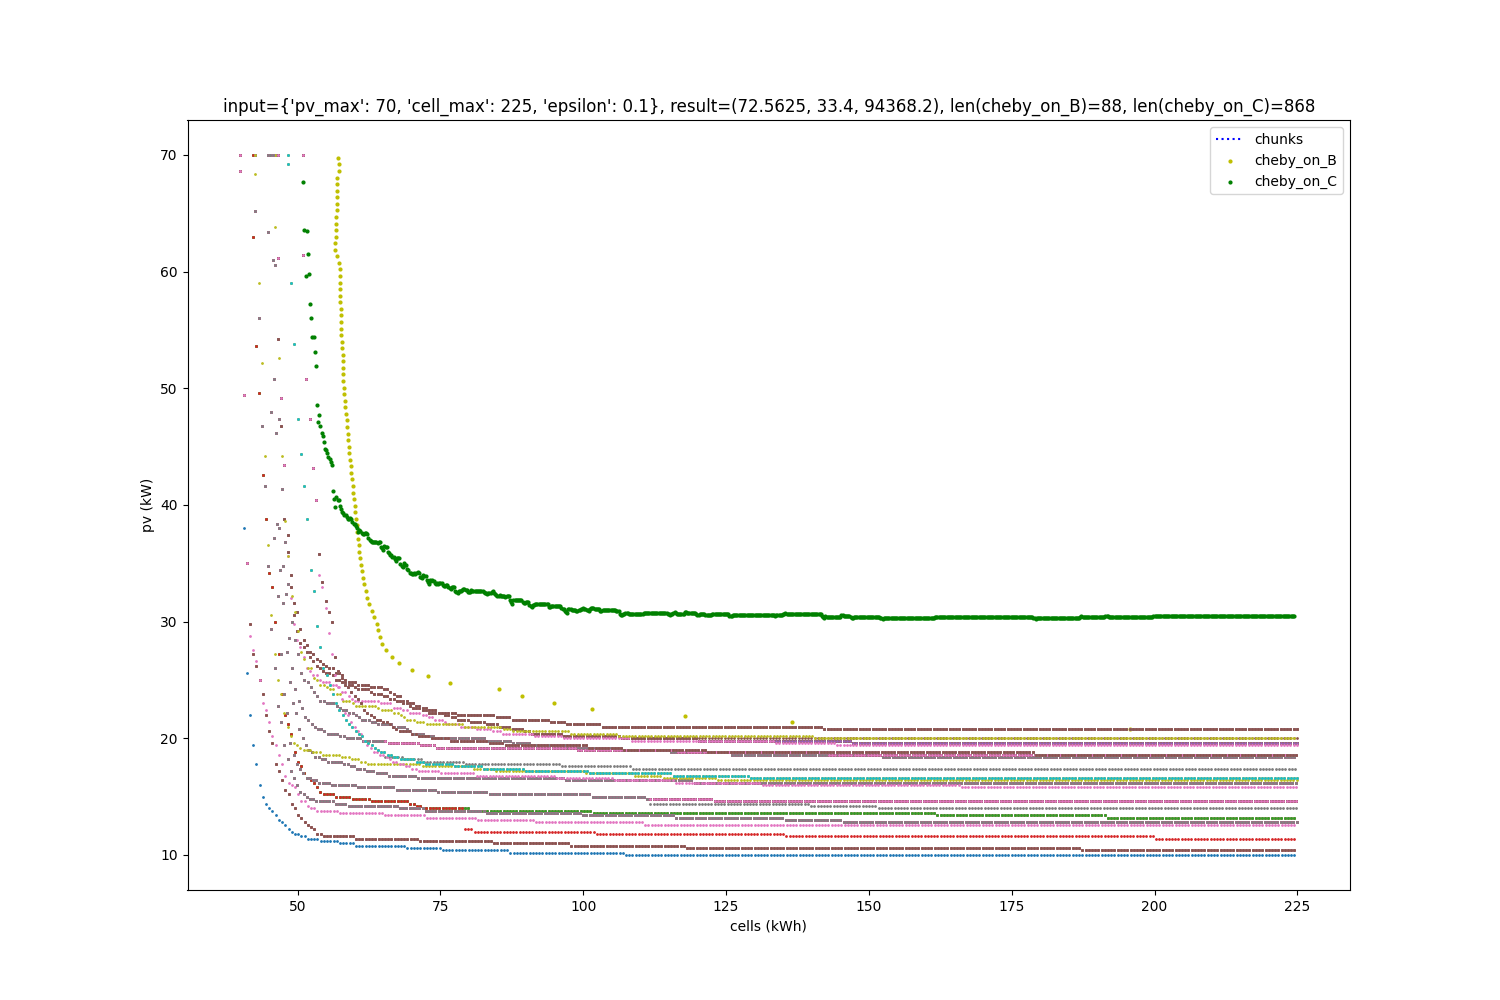 input={'pv_max': 70, 'cell_max': 225, 'epsilon': 0.1}, result=(72.5625, 33.4, 94368.2), len(cheby_on_B)=88, len(cheby_on_C)=868
chunks
cheby_on_B
cheby_on_C
70
60
50
40
30
20
10
pv (kW)
50 75 100 125 150 175 200 225
cells (kWh)